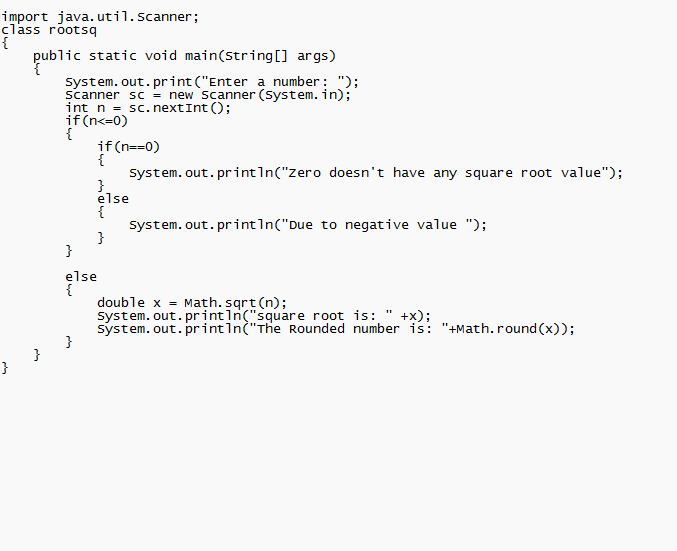 import java.util.Scanner;
class rootsq
{
    public static void main(String[] args)
    {
        System.out.print("Enter a number: ");
        Scanner sc = new Scanner(System.in);
        int n = sc.nextInt();
        if(n<=0)
        {
            if(n==0)
            {
                System.out.println("Zero doesn't have any square root value");
            }
            else
            {
                System.out.println("Due to negative value ");
            }
        }

        else
        {
            double x = Math.sqrt(n);
            System.out.println("square root is: " +x);
            System.out.println("The Rounded number is: "+Math.round(x));
        }
    }
}